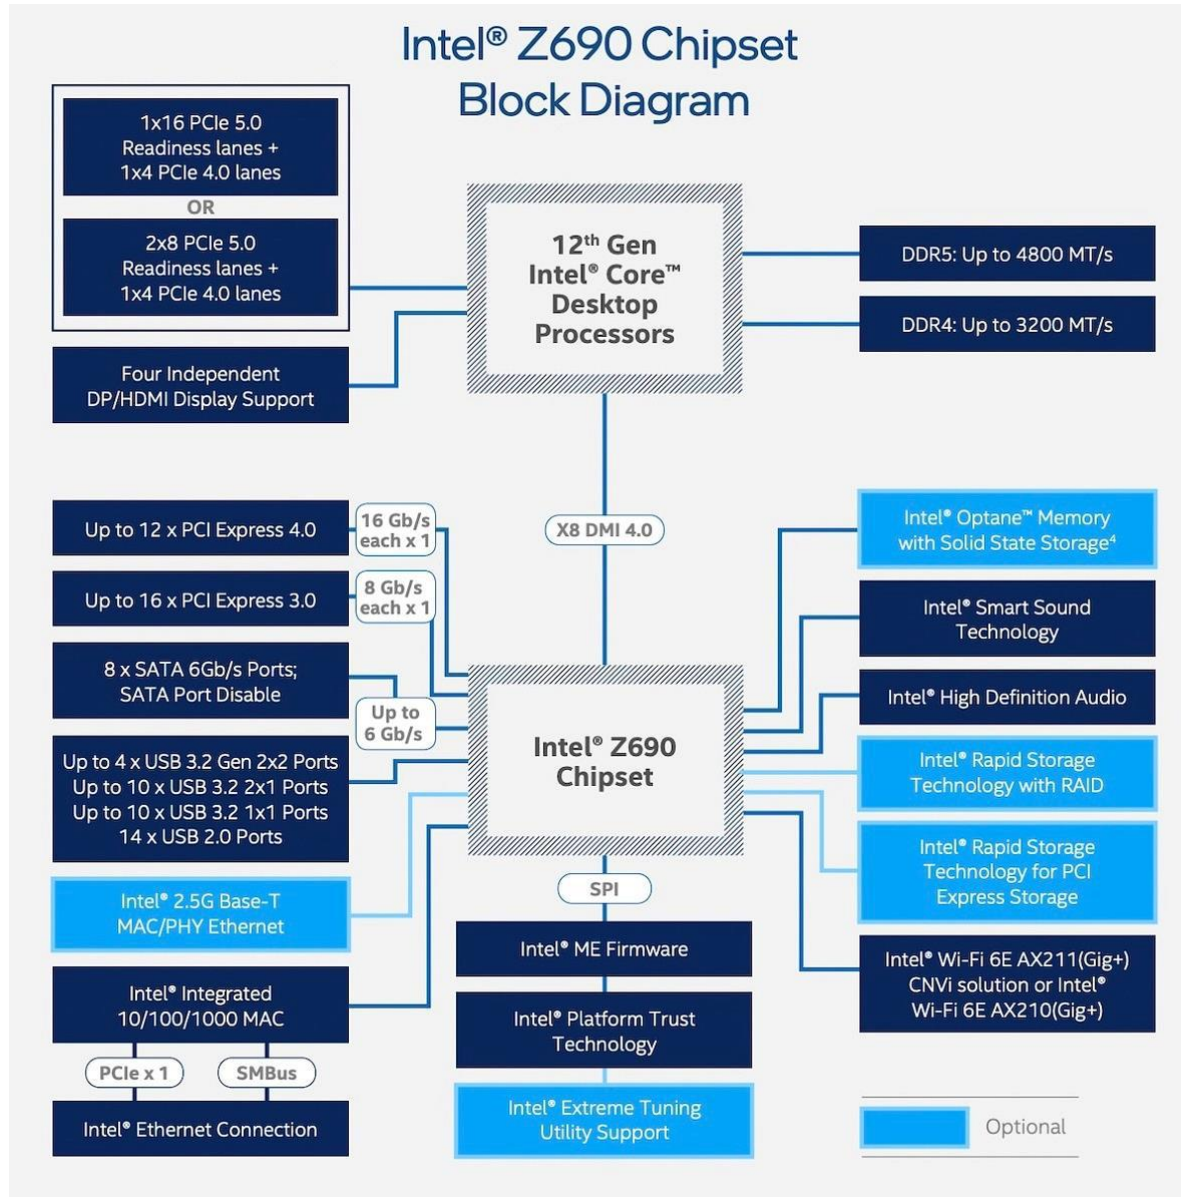 Intel® Z690 Chipset
Block Diagram
1x16 PCIe 5.0
Readiness lanes +
1x4 PCIe 4.0 lanes
OR
2x8 PCIe 5.0
Readiness lanes +
1x4 PCIe 4.0 lanes
Four Independent
DP/HDMI Display Support
12th Gen
Intel® Core™
Desktop
Processors
DDR5: Up to 4800 MT/s
DDR4: Up to 3200 MT/s
X8 DMI 4.0
Up to 12 x PCI Express 4.0
16 Gb/s
each x 1
Up to 16 x PCI Express 3.0
8 Gb/s
each x 1
8 x SATA 6Gb/s Ports;
SATA Port Disable
Up to
6 Gb/s
Up to 4 x USB 3.2 Gen 2x2 Ports
Up to 10 x USB 3.2 2x1 Ports
Up to 10 x USB 3.2 1x1 Ports
14 x USB 2.0 Ports
Intel® 2.5G Base-T
MAC/PHY Ethernet
Intel® Integrated
10/100/1000 MAC
PCIe x 1
SMBus
Intel® Ethernet Connection
Intel® Z690
Chipset
SPI
Intel® ME Firmware
Intel® Platform Trust
Technology
Intel® Extreme Tuning
Utility Support
Intel® Optane™ Memory
with Solid State Storage⁴
Intel® Smart Sound
Technology
Intel® High Definition Audio
Intel® Rapid Storage
Technology with RAID
Intel® Rapid Storage
Technology for PCI
Express Storage
Intel® Wi-Fi 6E AX211(Gig+)
CNVi solution or Intel®
Wi-Fi 6E AX210(Gig+)
Optional